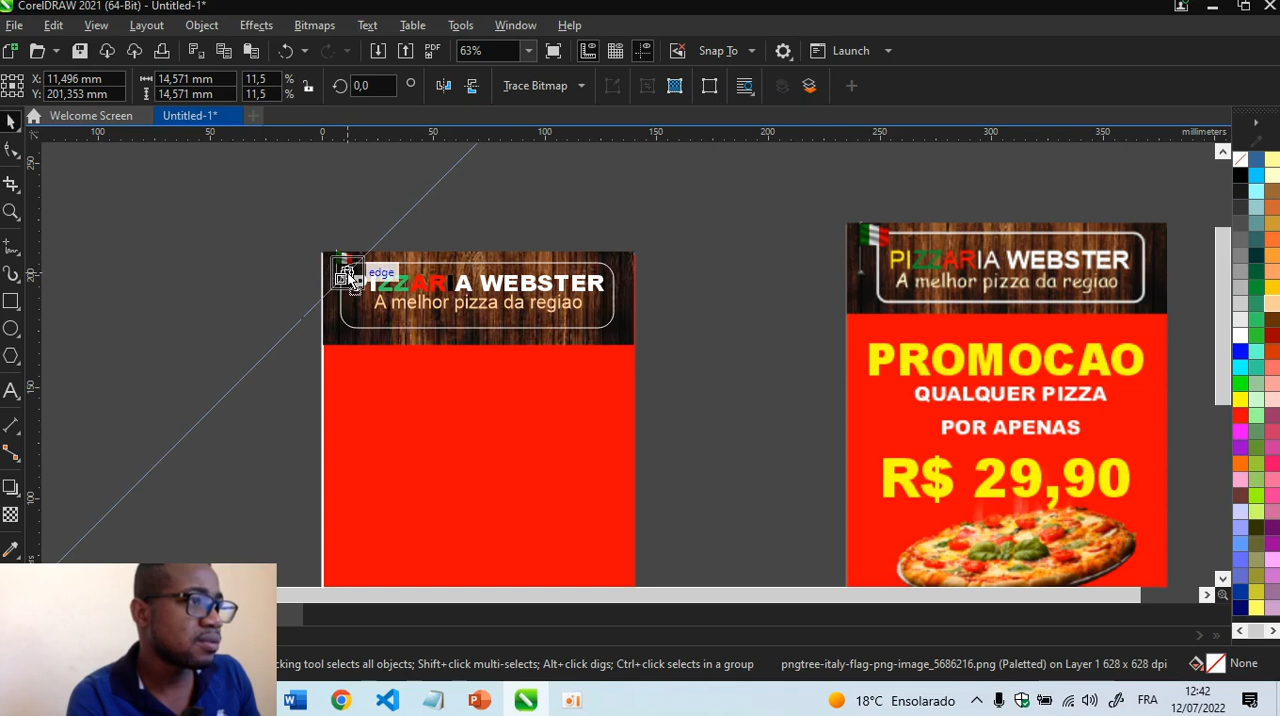 CorelDRAW 2021 (64-Bit) - Untitled-1*
File Edit View Layout Object Effects Bitmaps Text Table Tools Window Help
PDF 63% Snap To Launch
X: 11,496 mm 14,571 mm 11,5 % 0,0 ° Trace Bitmap
Y: 201,353 mm 14,571 mm 11,5 %
Welcome Screen Untitled-1*
100 50 0 50 100 150 200 250 300 350 millimeters
250
200
150
100
edge
PIZZARIA WEBSTER
A melhor pizza da regiao
PIZZARIA WEBSTER
A melhor pizza da regiao
PROMOCAO
QUALQUER PIZZA
POR APENAS
R$ 29,90
cking tool selects all objects; Shift+click multi-selects; Alt+click digs; Ctrl+click selects in a group pngtree-italy-flag-png-image_5686216.png (Paletted) on Layer 1 628 x 628 dpi None
18°C Ensolarado FRA 12:42
12/07/2022